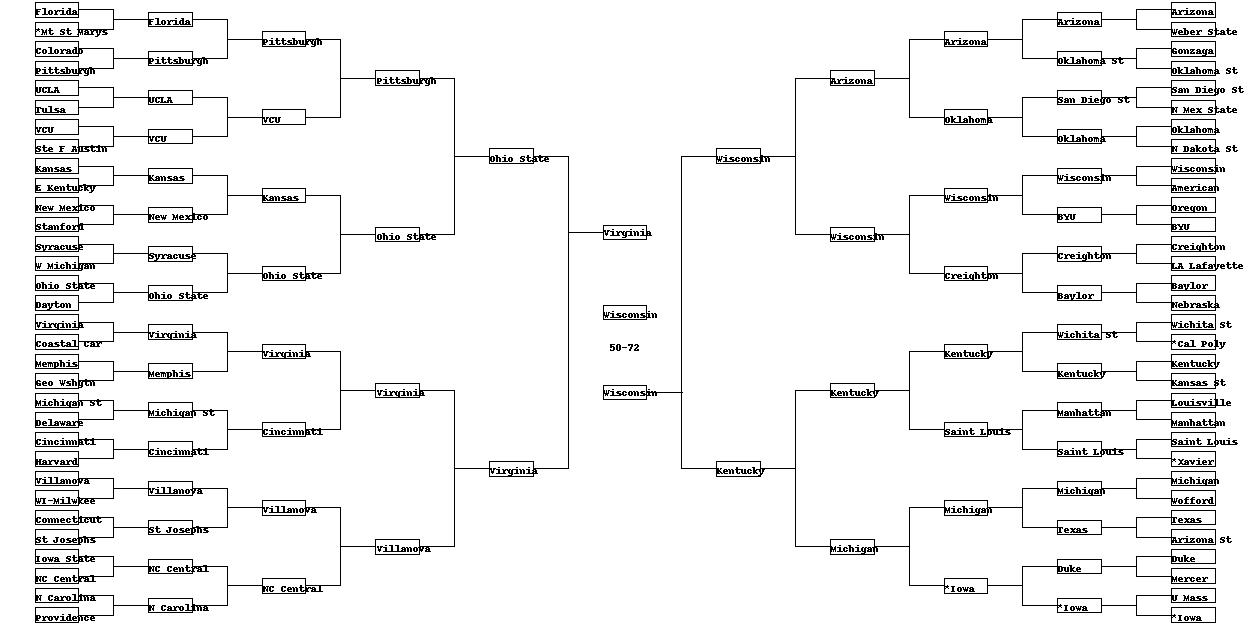 Florida
*Mt St Marys
Colorado
Pittsburgh
UCLA
Tulsa
VCU
Ste F Austin
Kansas
E Kentucky
New Mexico
Stanford
Syracuse
W Michigan
Ohio State
Dayton
Virginia
Coastal Car
Memphis
Geo Wshgtn
Michigan St
Delaware
Cincinnati
Harvard
Villanova
WI-Milwkee
Connecticut
St Josephs
Iowa State
NC Central
N Carolina
Providence
Florida
Pittsburgh
UCLA
VCU
Kansas
New Mexico
Syracuse
Ohio State
Virginia
Memphis
Michigan St
Cincinnati
Villanova
St Josephs
NC Central
N Carolina
Pittsburgh
VCU
Kansas
Ohio State
Virginia
Cincinnati
Villanova
NC Central
Pittsburgh
Ohio State
Virginia
Villanova
Ohio State
Virginia
Virginia
Wisconsin
50-72
Wisconsin
Wisconsin
Kentucky
Arizona
Wisconsin
Kentucky
Michigan
Arizona
Oklahoma
Wisconsin
Creighton
Kentucky
Saint Louis
Michigan
*Iowa
Arizona
Oklahoma St
San Diego St
Oklahoma
Wisconsin
BYU
Creighton
Baylor
Wichita St
Kentucky
Manhattan
Saint Louis
Michigan
Texas
Duke
*Iowa
Arizona
Weber State
Gonzaga
Oklahoma St
San Diego St
N Mex State
Oklahoma
N Dakota St
Wisconsin
American
Oregon
BYU
Creighton
LA Lafayette
Baylor
Nebraska
Wichita St
*Cal Poly
Kentucky
Kansas St
Louisville
Manhattan
Saint Louis
*Xavier
Michigan
Wofford
Texas
Arizona St
Duke
Mercer
U Mass
*Iowa